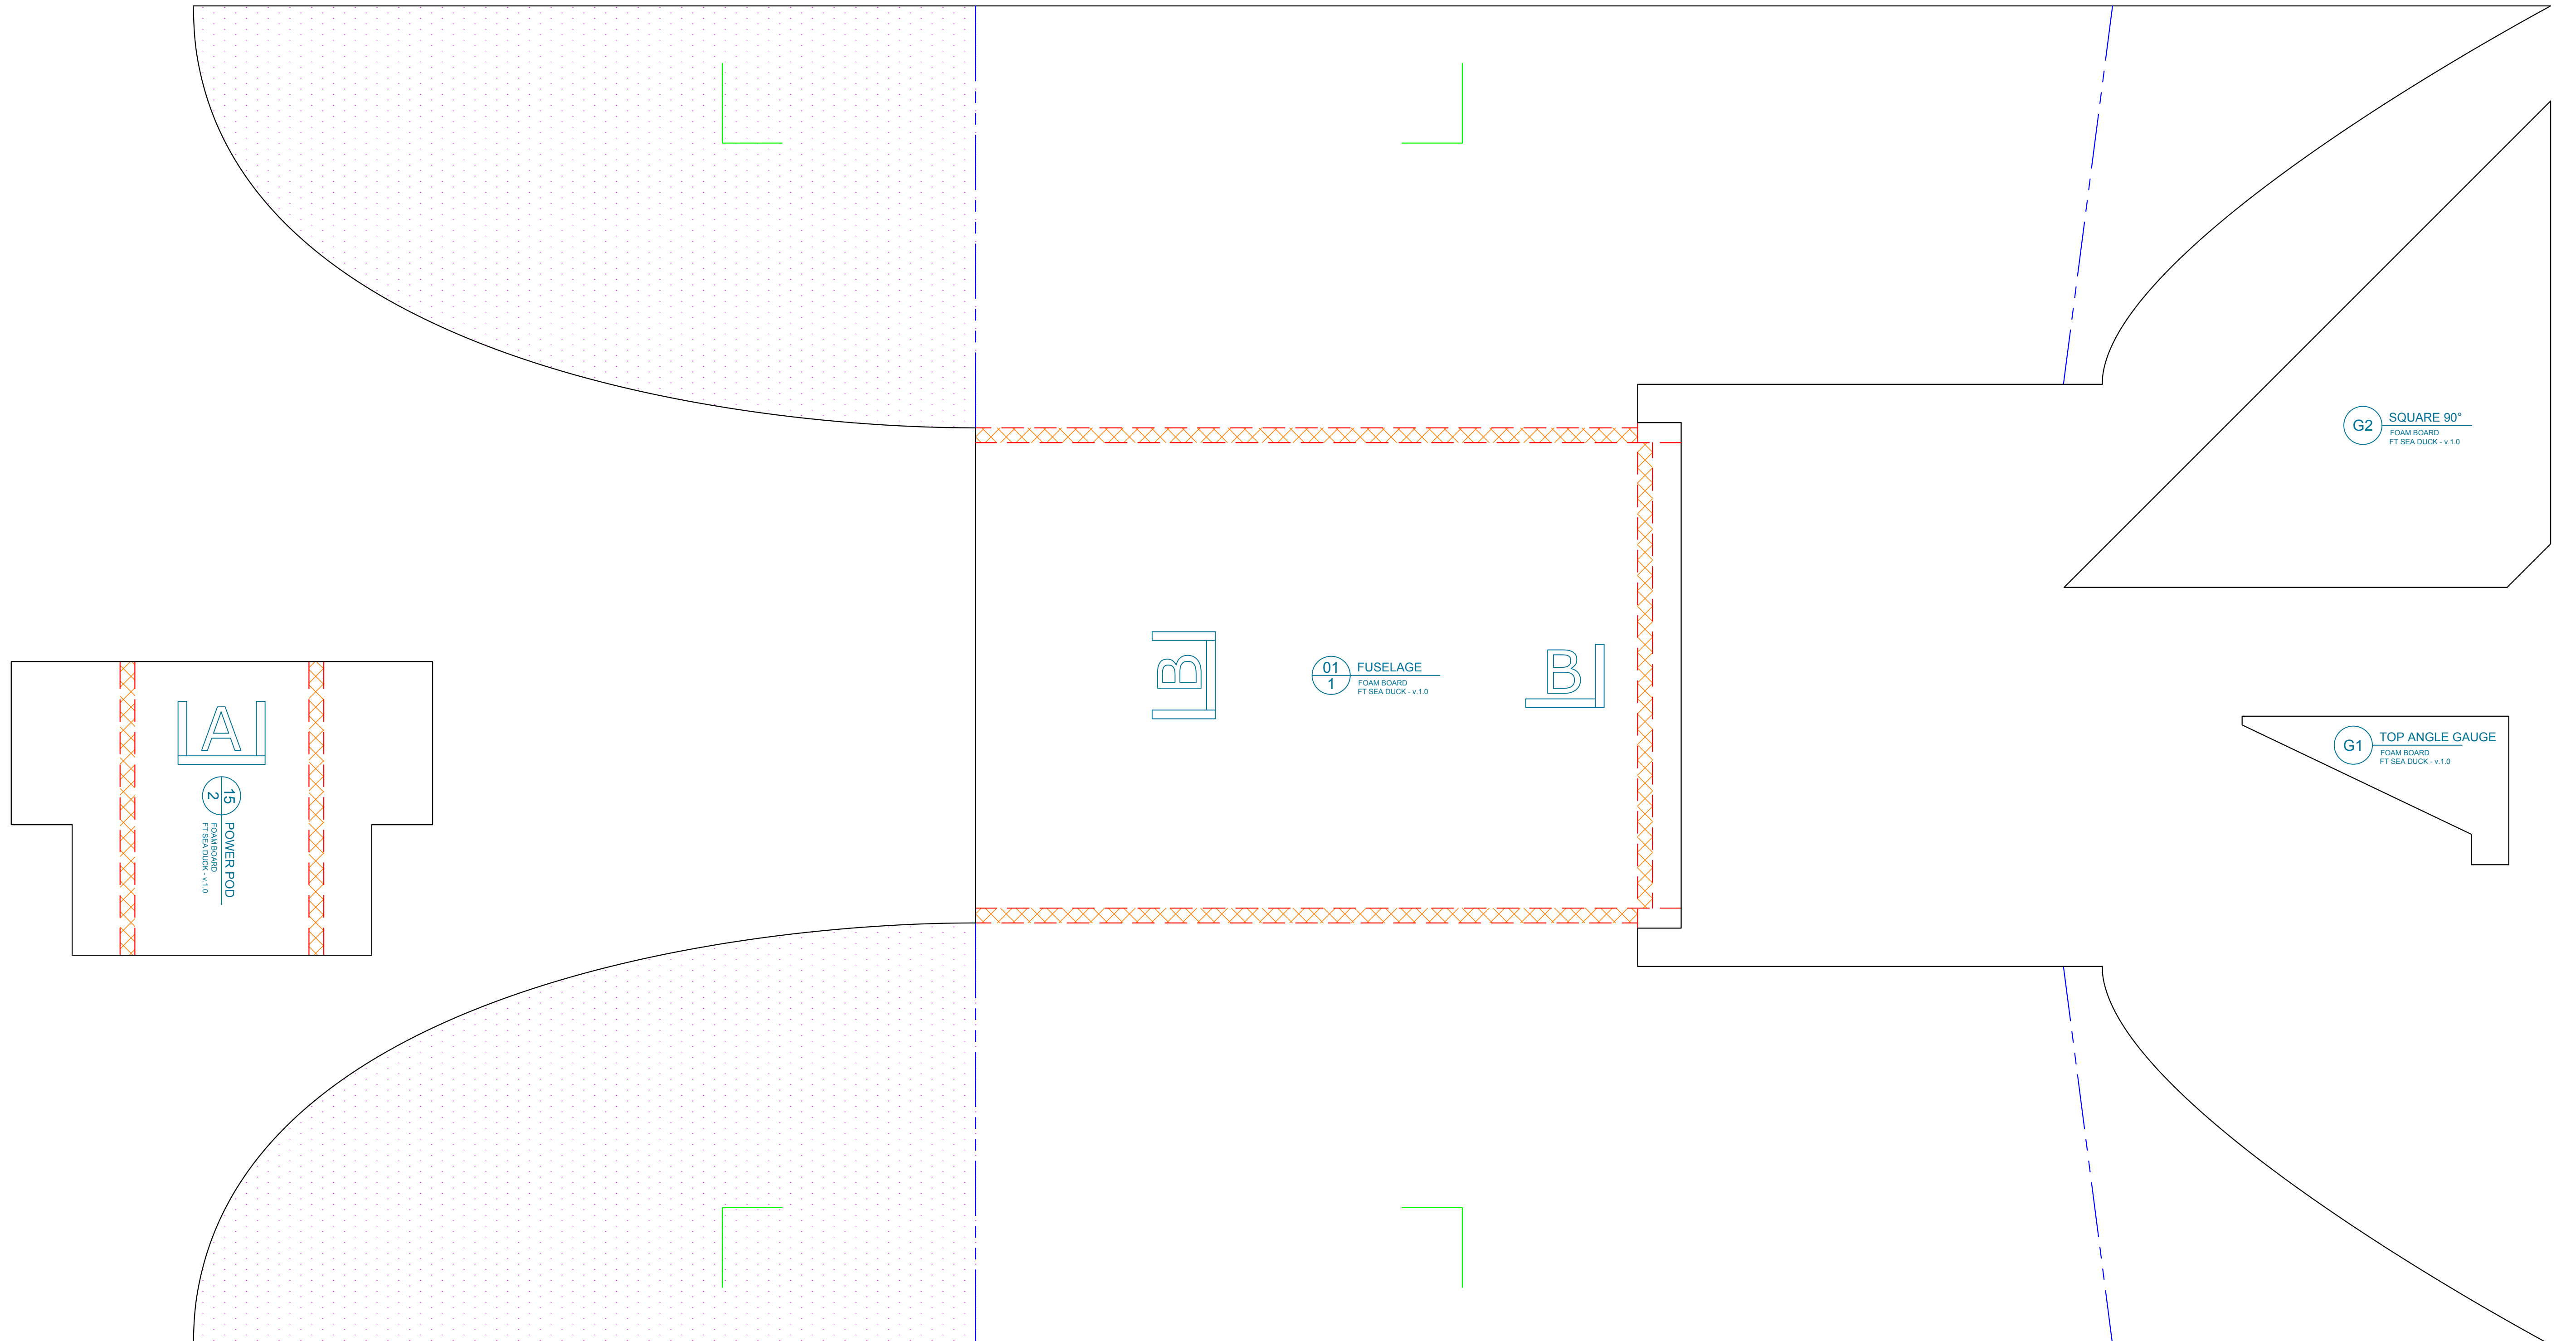 G2
SQUARE 90°
FOAM BOARD
FT SEA DUCK - v.1.0
B
01
1
FUSELAGE
FOAM BOARD
FT SEA DUCK - v.1.0
B
A
15
2
POWER POD
FOAM BOARD
FT SEA DUCK - v.1.0
G1
TOP ANGLE GAUGE
FOAM BOARD
FT SEA DUCK - v.1.0